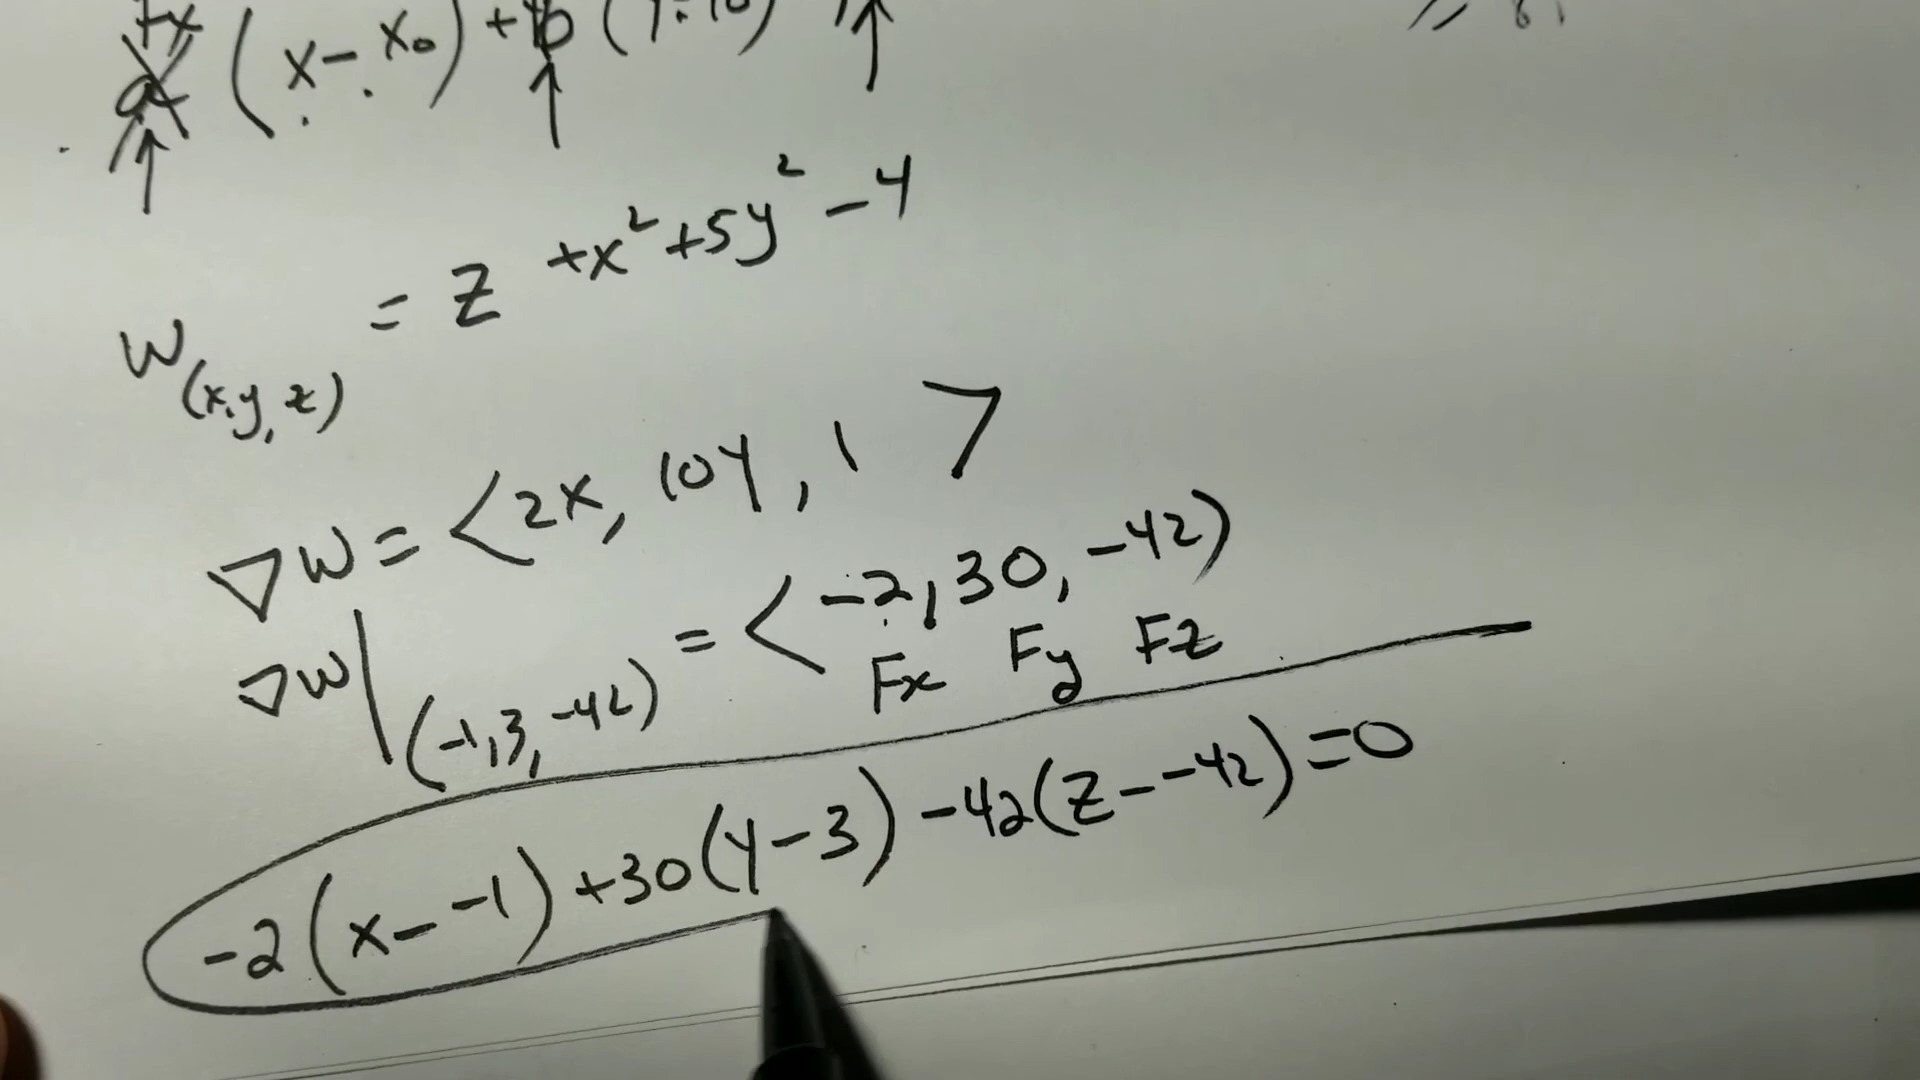 (x - x₀) +
W(x,y,z) = z + x² + 5y² - 4
∇W = <2x, 10y, 1>
∇W|(-1,3,-42) = <-2, 30, -42)
Fx Fy Fz
-2(x - -1) + 30(y - 3) - 42(z - -42) = 0